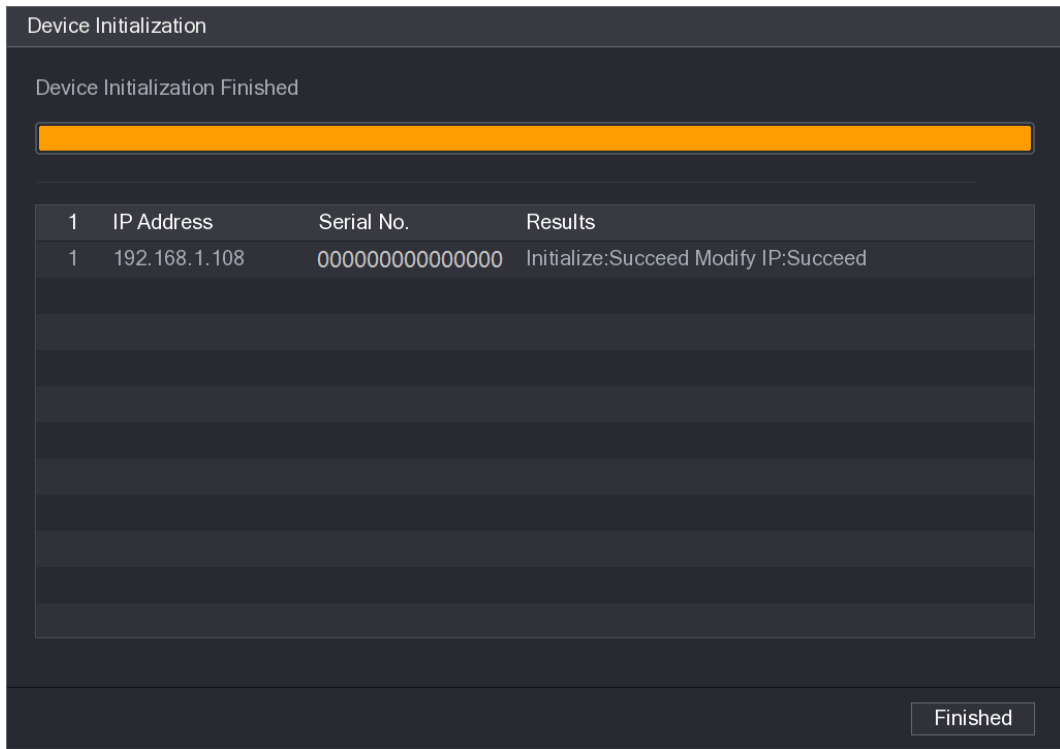 Device Initialization
Device Initialization Finished
1 IP Address Serial No. Results
1 192.168.1.108 000000000000000 Initialize:Succeed Modify IP:Succeed
Finished